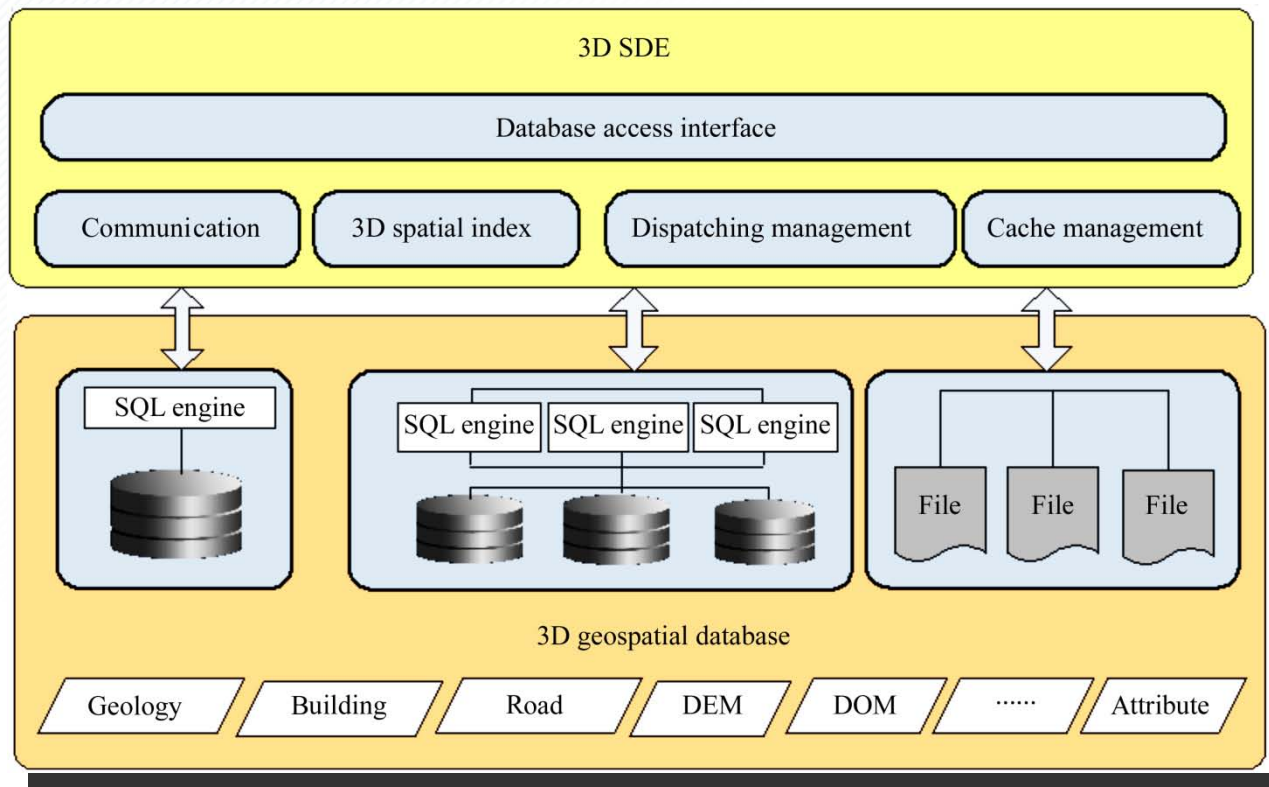 3D SDE
Database access interface
Communication
3D spatial index
Dispatching management
Cache management
SQL engine
SQL engine
SQL engine
SQL engine
File
File
File
3D geospatial database
Geology
Building
Road
DEM
DOM
······
Attribute